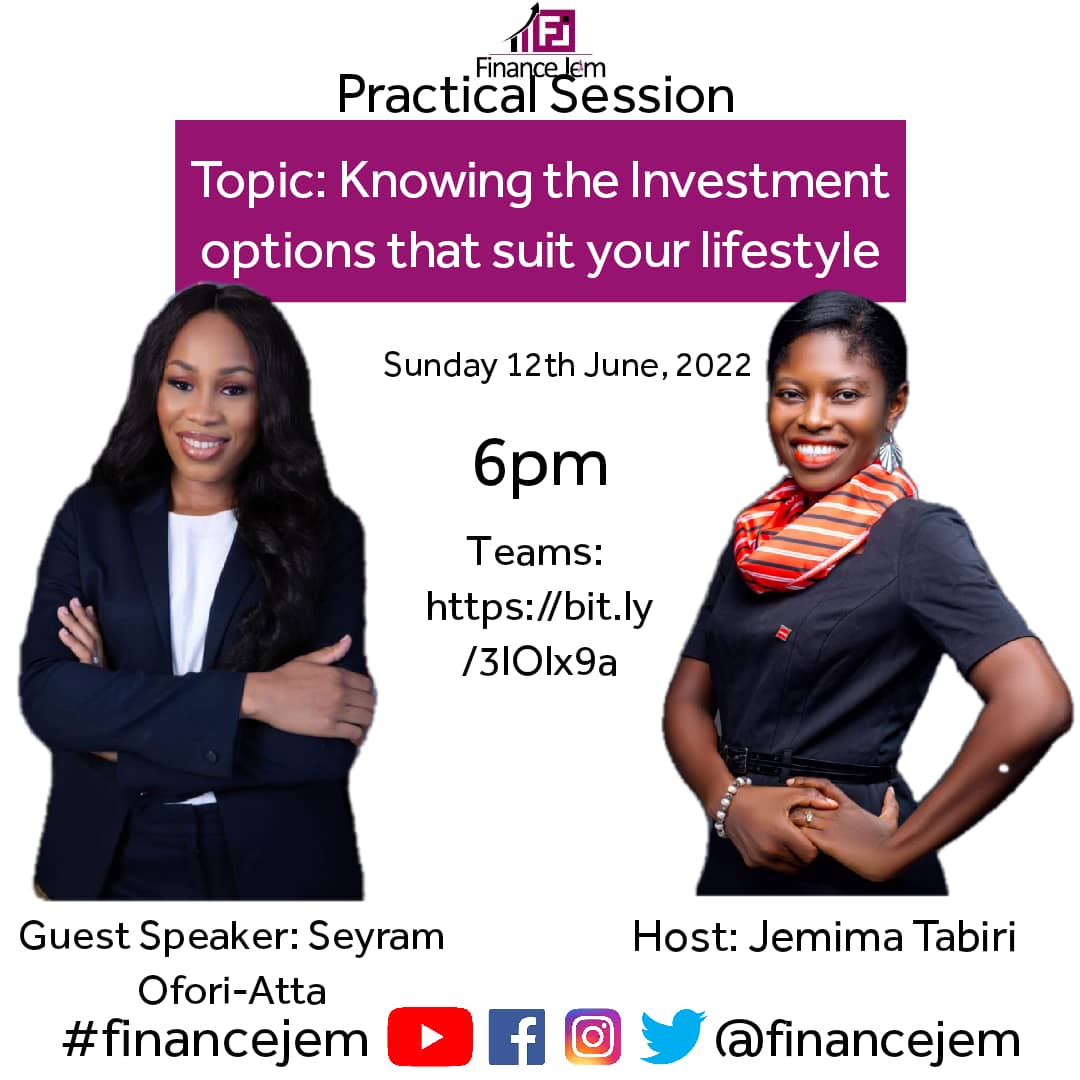 FJ
Finance Jem
Practical Session
Topic: Knowing the Investment
options that suit your lifestyle
Sunday 12th June, 2022
6pm
Teams:
https://bit.ly
/3lOlx9a
Guest Speaker: Seyram
Ofori-Atta
Host: Jemima Tabiri
#financejem
@financejem